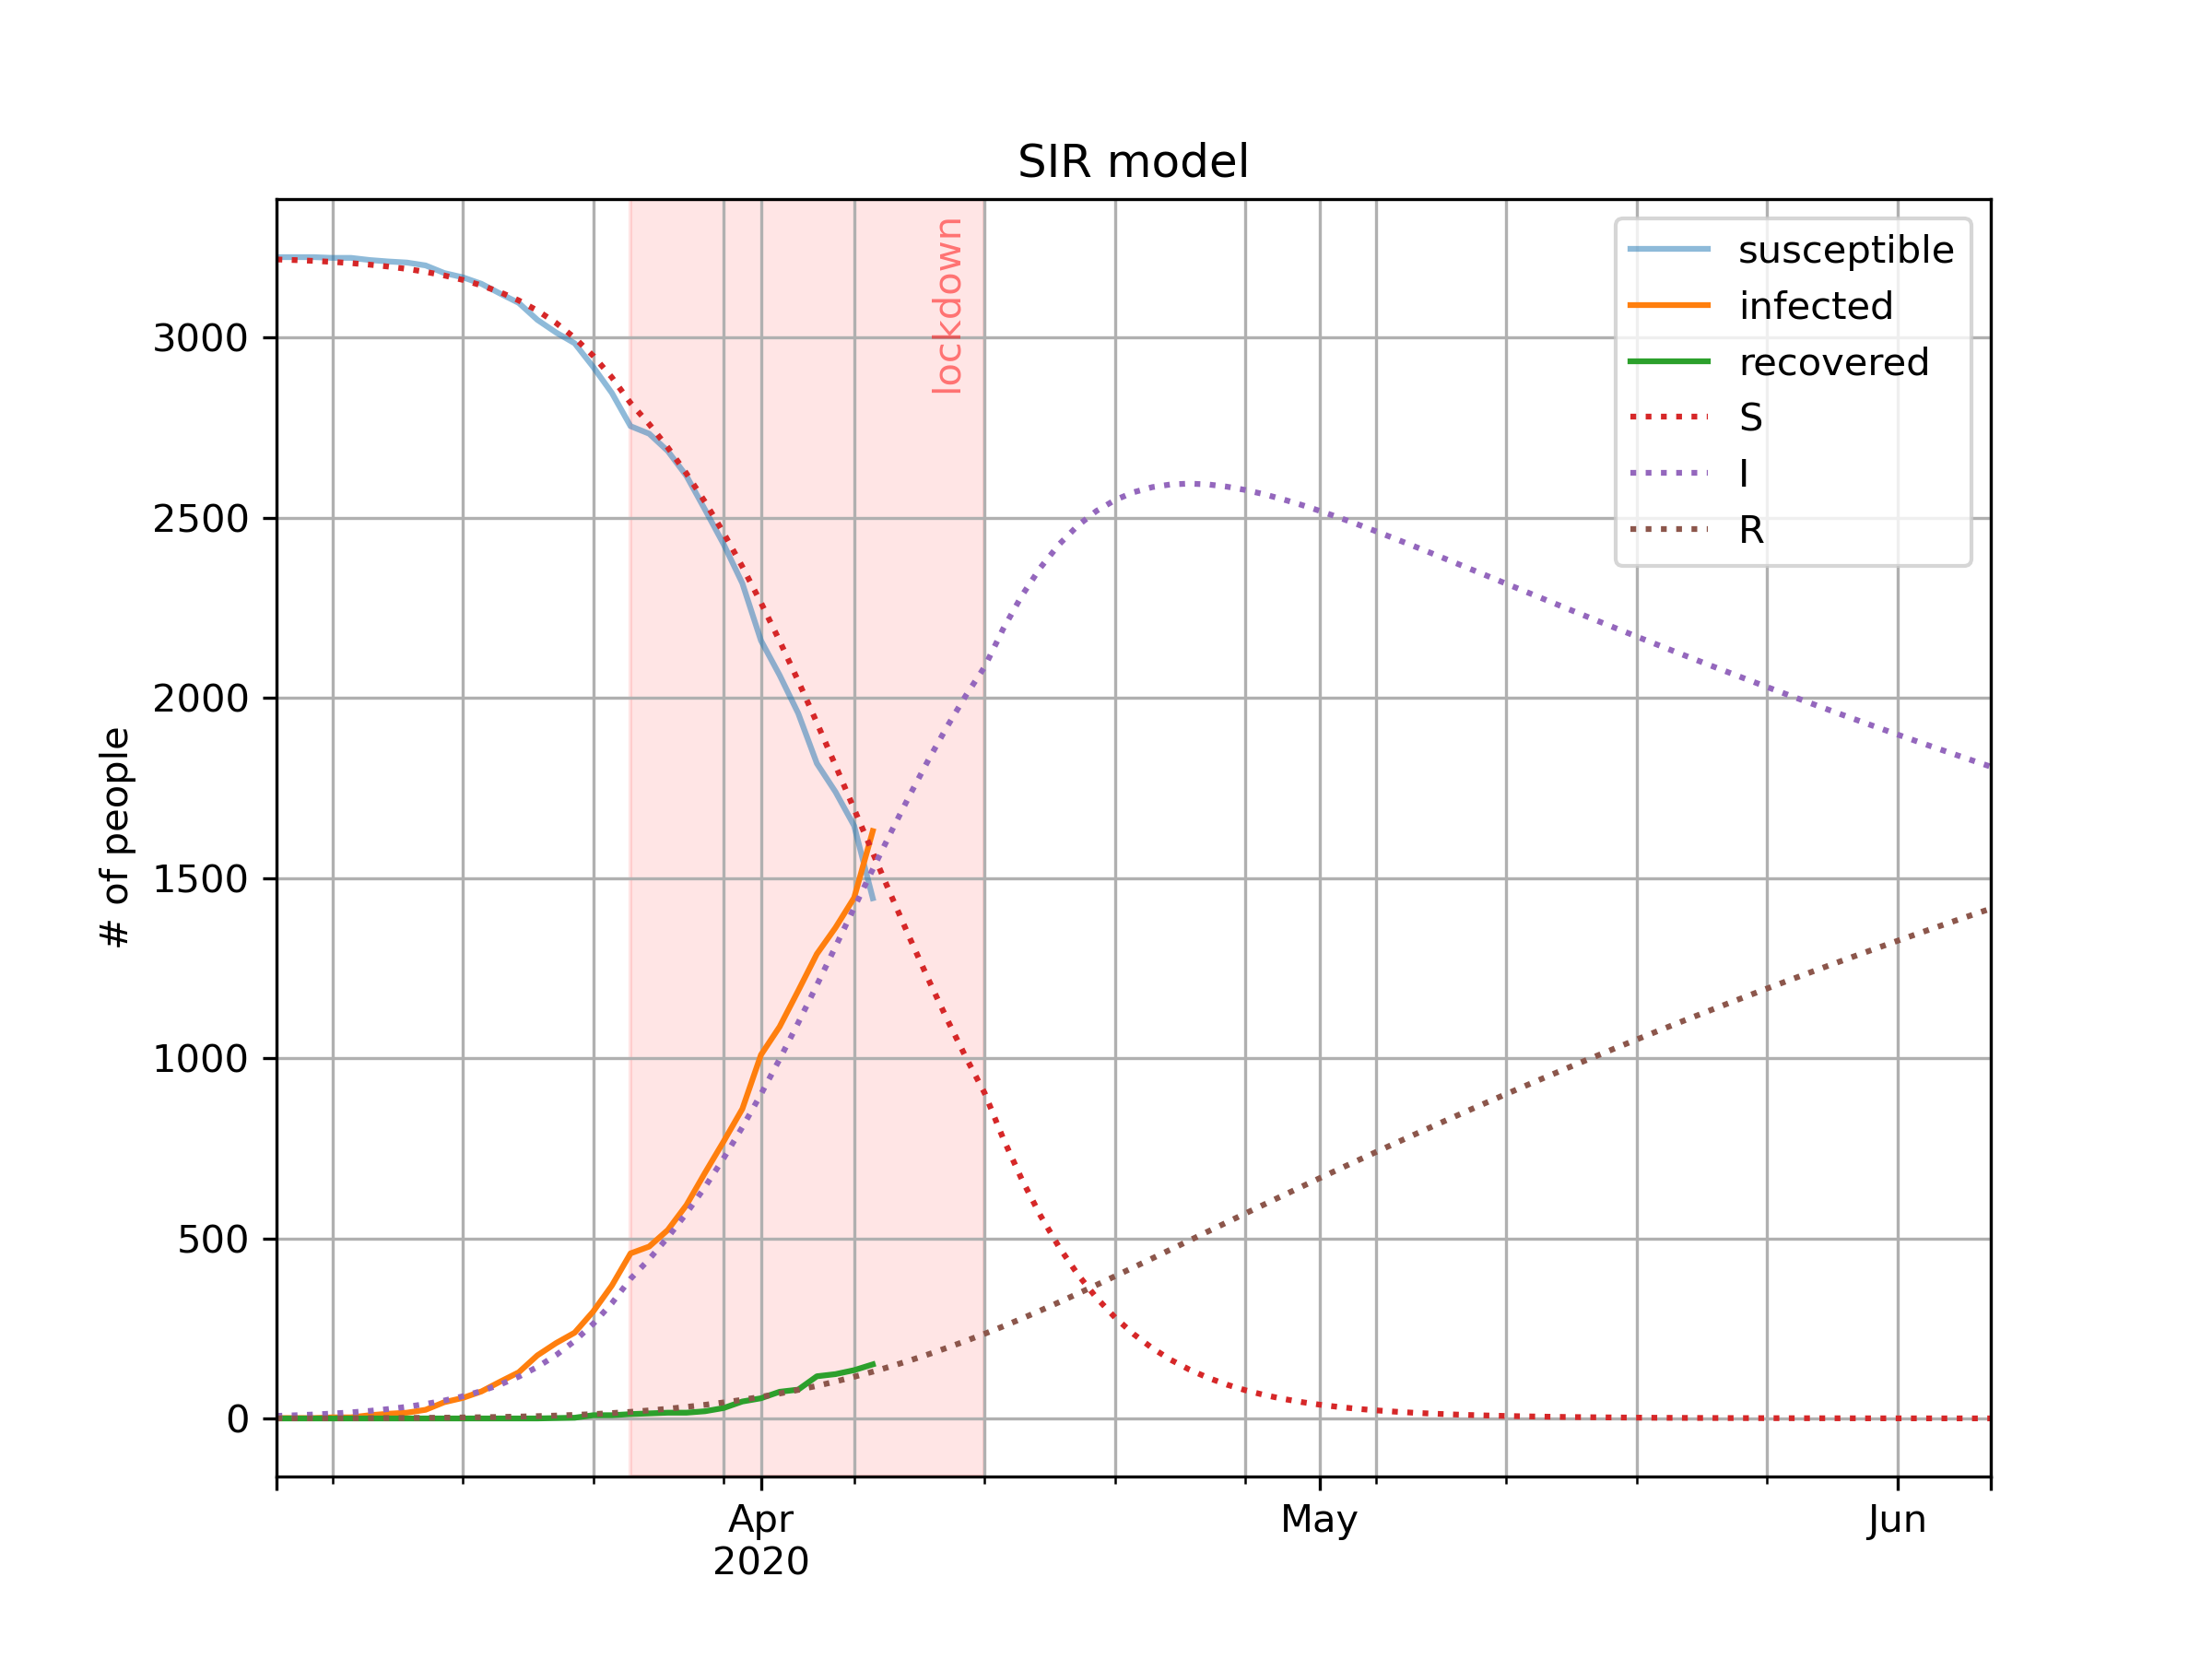 SIR model
lockdown
susceptible
infected
recovered
S
I
R
# of people
3000
2500
2000
1500
1000
500
0
Apr
2020
May
Jun